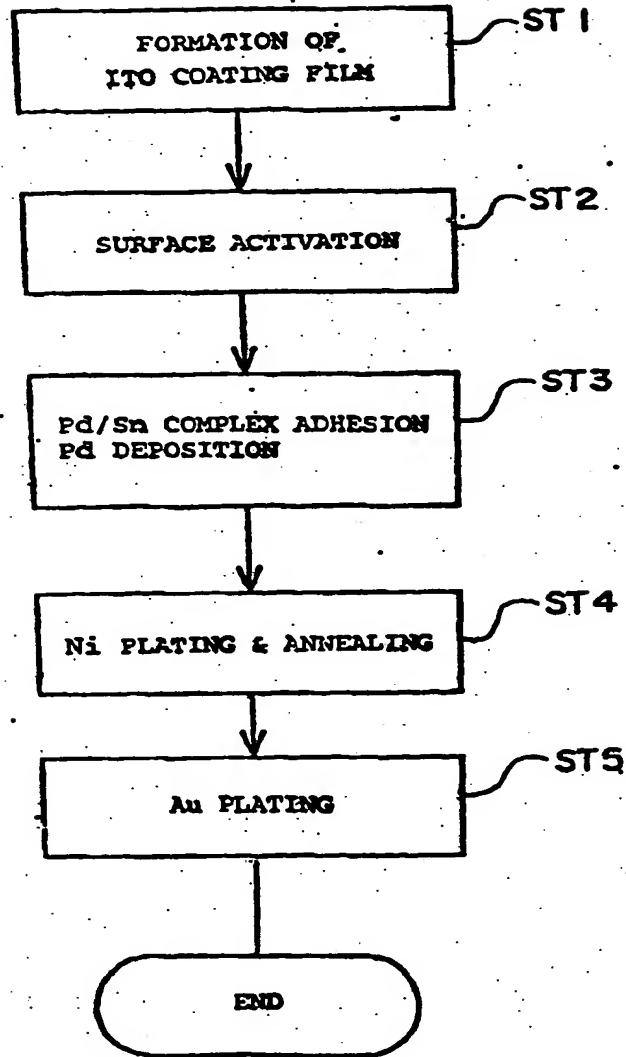 FORMATION OF
ITO COATING FILM
ST1
SURFACE ACTIVATION
ST2
Pd/Sn COMPLEX ADHESION
Pd DEPOSITION
ST3
Ni PLATING & ANNEALING
ST4
Au PLATING
ST5
END